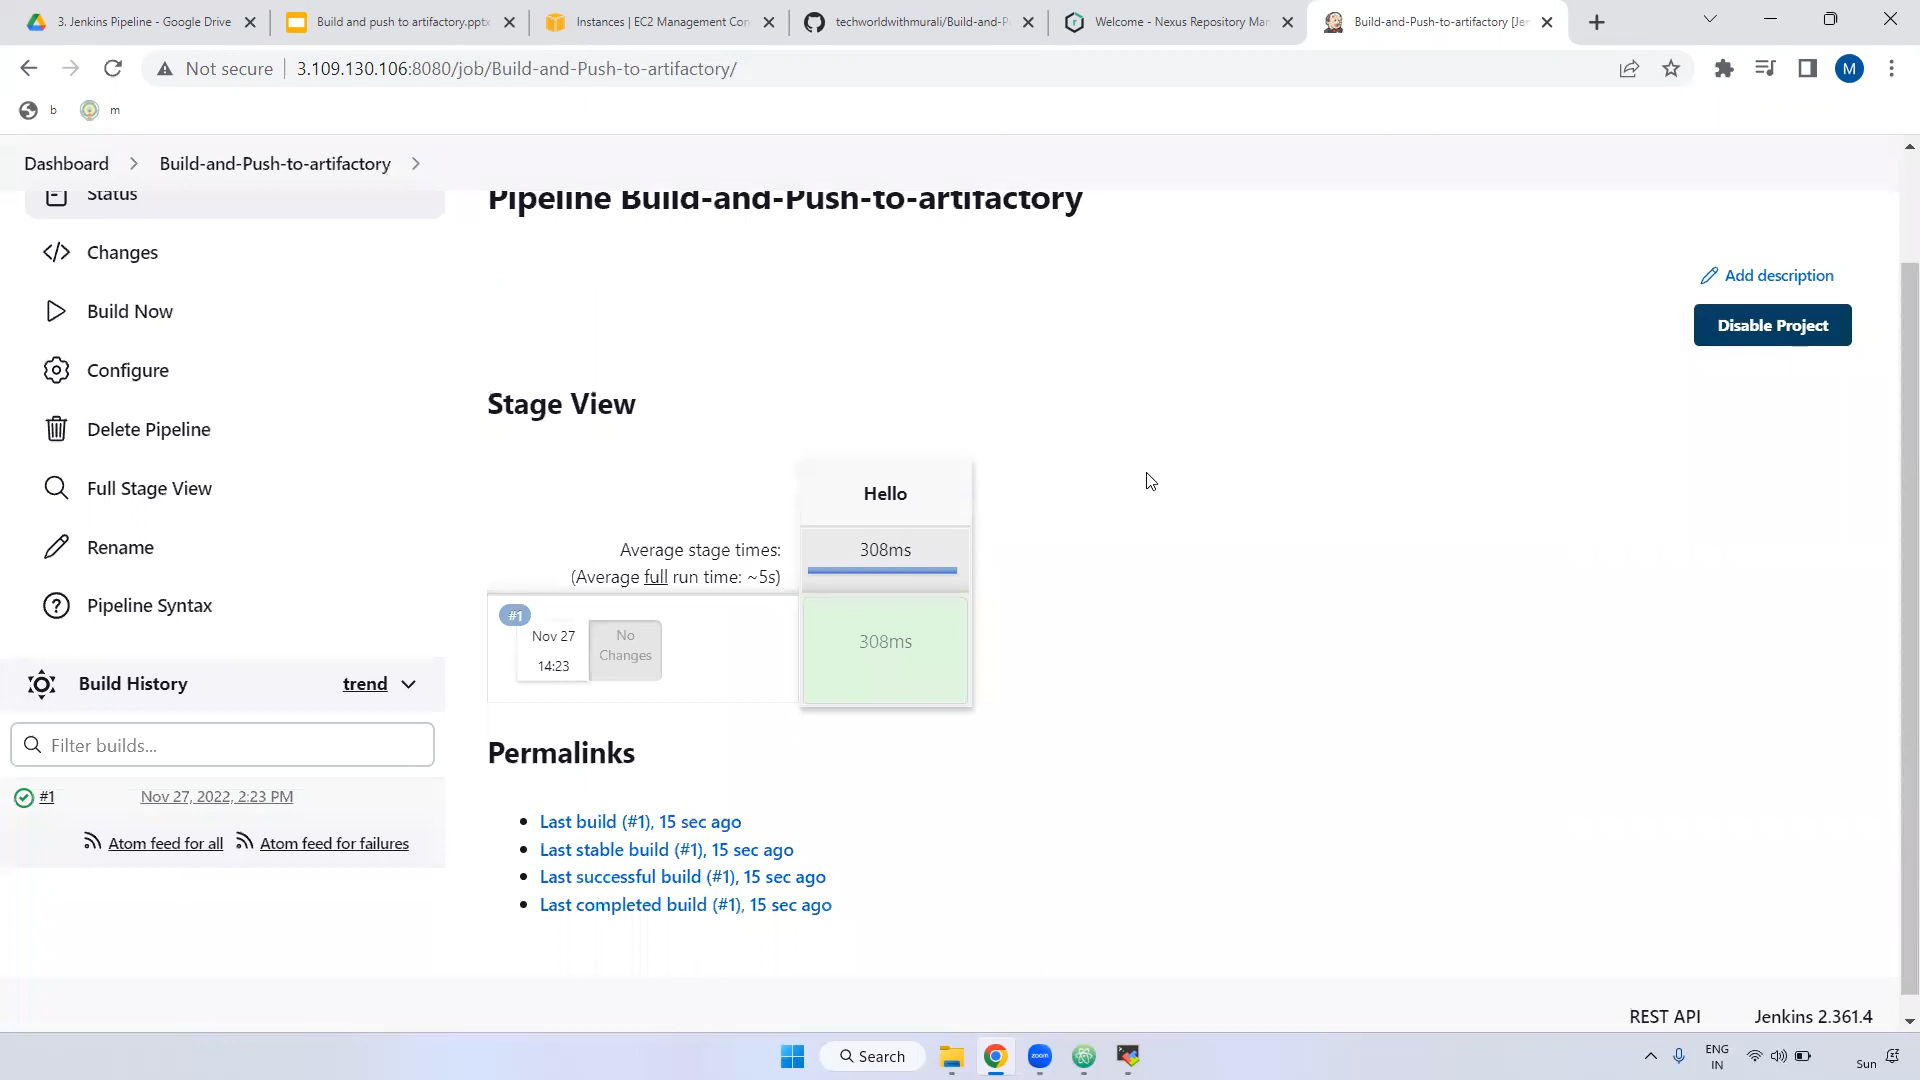 3. Jenkins Pipeline - Google Drive
Build and push to artifactory.pptx
Instances | EC2 Management Con
techworldwithmurali/Build-and-P
Welcome - Nexus Repository Man
Build-and-Push-to-artifactory [Jen
Not secure
3.109.130.106:8080/job/Build-and-Push-to-artifactory/
M
b
m
Dashboard
Build-and-Push-to-artifactory
Status
Pipeline Build-and-Push-to-artifactory
Changes
Add description
Build Now
Disable Project
Configure
Stage View
Delete Pipeline
Full Stage View
Hello
Rename
Average stage times:
308ms
(Average full run time: ~5s)
Pipeline Syntax
#1
Nov 27
14:23
No
Changes
308ms
Build History
trend
Filter builds...
Permalinks
#1
Nov 27, 2022, 2:23 PM
Atom feed for all
Atom feed for failures
Last build (#1), 15 sec ago
Last stable build (#1), 15 sec ago
Last successful build (#1), 15 sec ago
Last completed build (#1), 15 sec ago
REST API
Jenkins 2.361.4
Search
zoom
ENG
IN
Sun